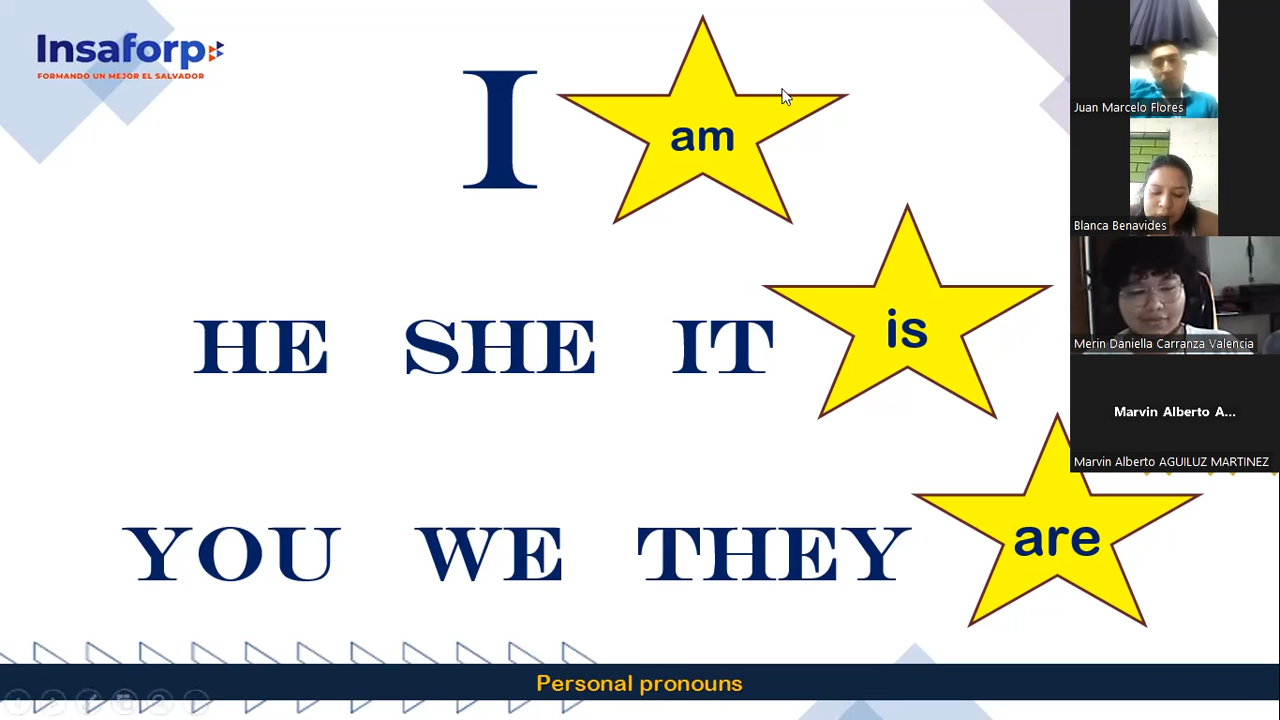 Insaforp
FORMANDO UN MEJOR EL SALVADOR
I am
HE SHE IT is
YOU WE THEY are
Personal pronouns
Juan Marcelo Flores
Blanca Benavides
Merin Daniella Carranza Valencia
Marvin Alberto A...
Marvin Alberto AGUILUZ MARTINEZ